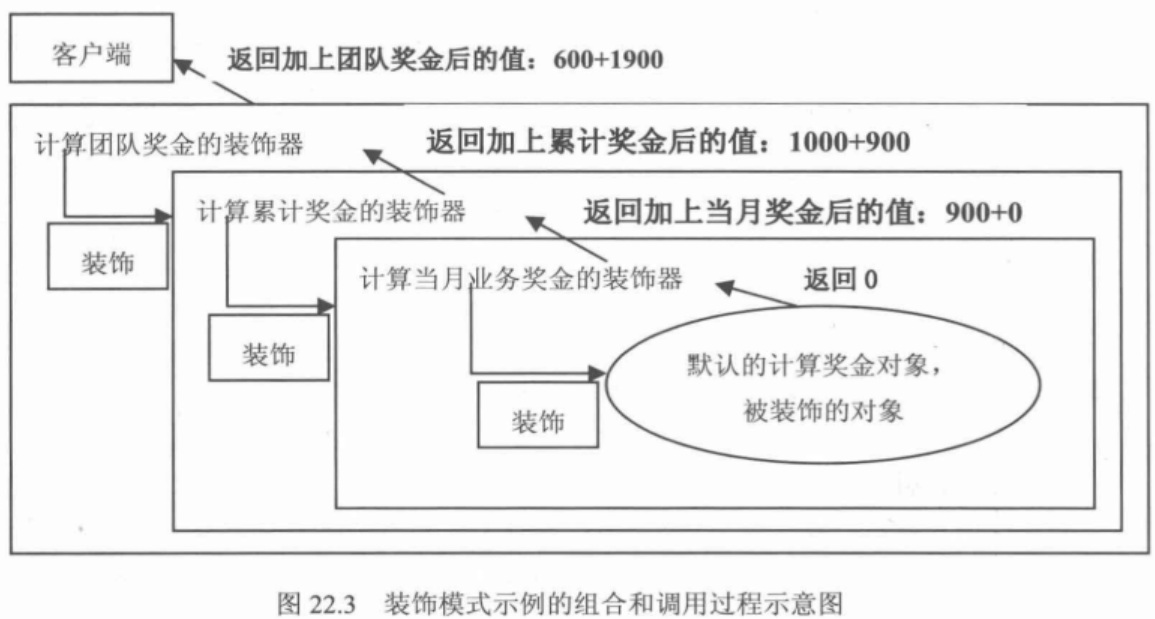 客户端
返回加上团队奖金后的值：600+1900
计算团队奖金的装饰器
返回加上累计奖金后的值：1000+900
计算累计奖金的装饰器
返回加上当月奖金后的值：900+0
装饰
计算当月业务奖金的装饰器
返回 0
装饰
默认的计算奖金对象，
被装饰的对象
装饰
图 22.3 装饰模式示例的组合和调用过程示意图